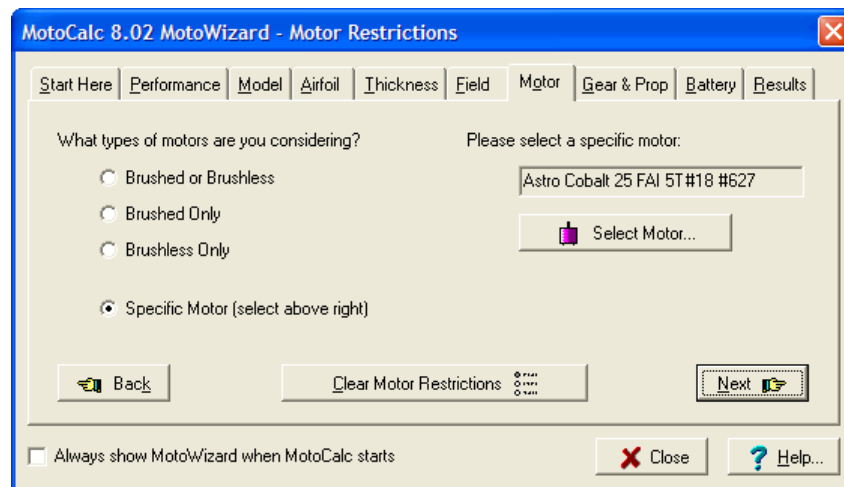 MotoCalc 8.02 MotoWizard - Motor Restrictions
Start Here Performance Model Airfoil Thickness Field Motor Gear & Prop Battery Results
What types of motors are you considering?
Brushed or Brushless
Brushed Only
Brushless Only
Specific Motor (select above right)
Please select a specific motor:
Astro Cobalt 25 FAI 5T#18 #627
Select Motor...
Back
Clear Motor Restrictions
Next
Always show MotoWizard when MotoCalc starts
Close
? Help...